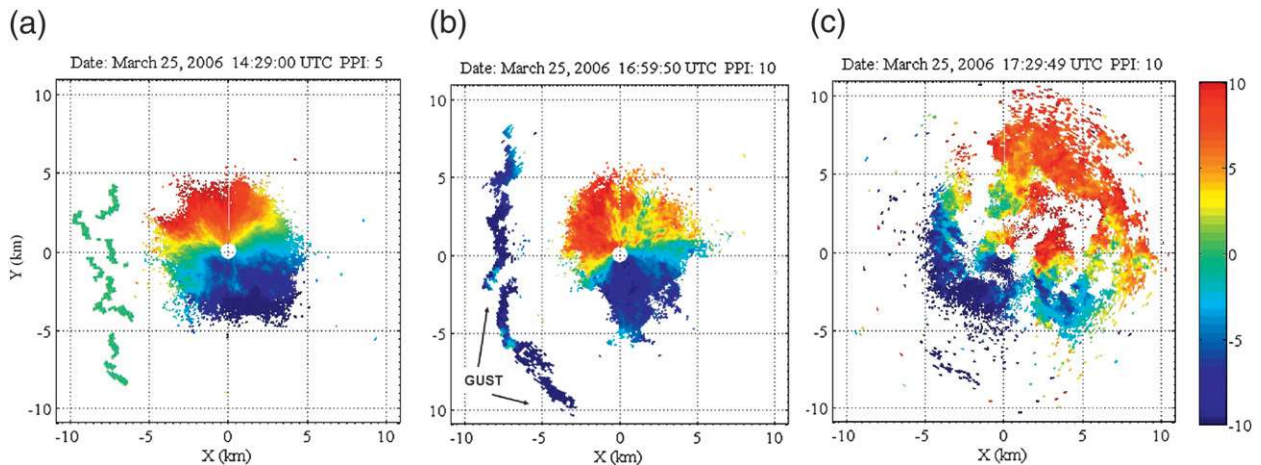 (a)
Date: March 25, 2006 14:29:00 UTC PPI: 5
10
5
0
-5
-10
Y (km)
-10 -5 0 5 10
X (km)
(b)
Date: March 25, 2006 16:59:50 UTC PPI: 10
10
5
0
-5
10
GUST
-10 -5 0 5 10
X (km)
(c)
Date: March 25, 2006 17:29:49 UTC PPI: 10
10
5
0
-5
-10
-10 -5 0 5 10
X (km)
10
5
0
-5
-10